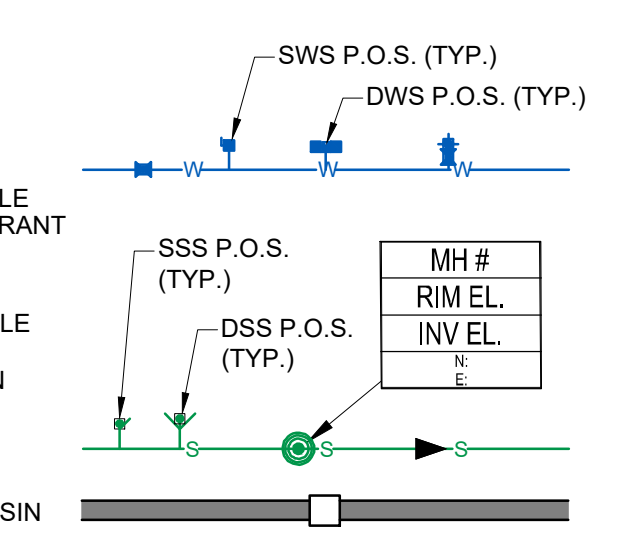 SWS P.O.S. (TYP.)
DWS P.O.S. (TYP.)
W W W
LE
RANT
SSS P.O.S.
(TYP.)
MH #
RIM EL.
INV EL.
N:
E:
LE
DSS P.O.S.
(TYP.)
N
S S S
SIN